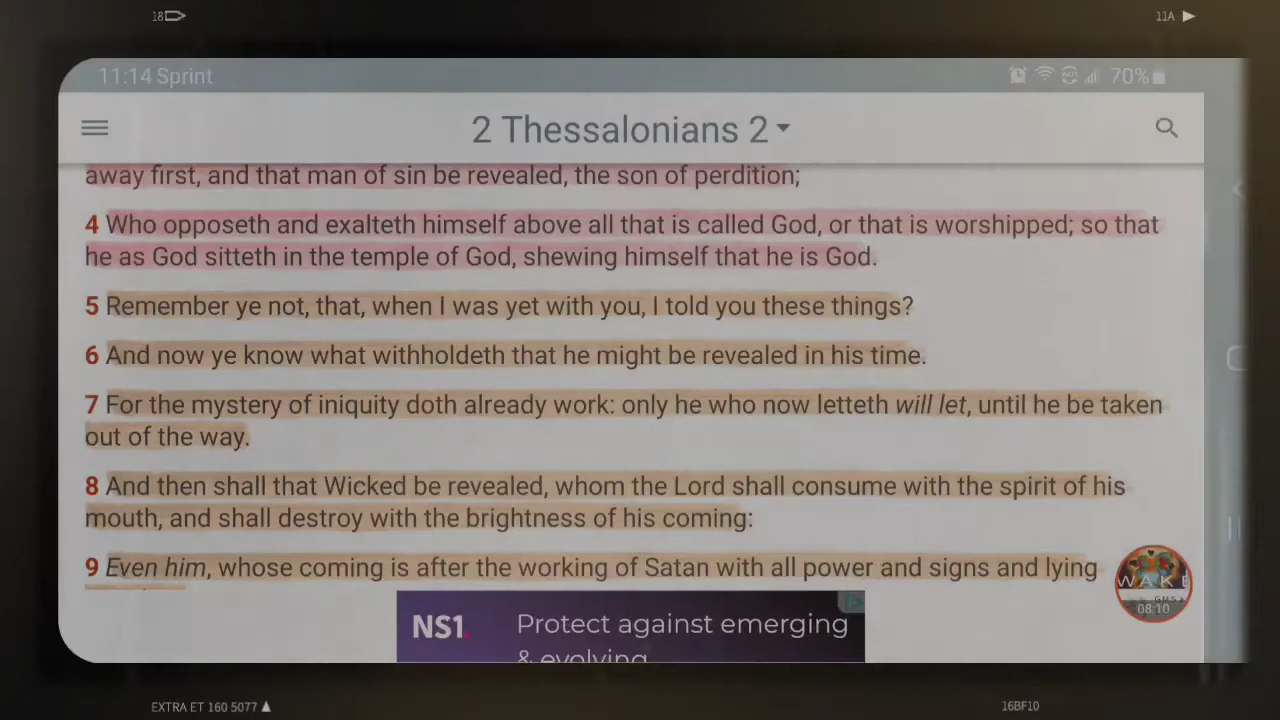 18
11A
11:14 Sprint
70%
2 Thessalonians 2
away first, and that man of sin be revealed, the son of perdition;
4 Who opposeth and exalteth himself above all that is called God, or that is worshipped; so that
he as God sitteth in the temple of God, shewing himself that he is God.
5 Remember ye not, that, when I was yet with you, I told you these things?
6 And now ye know what withholdeth that he might be revealed in his time.
7 For the mystery of iniquity doth already work: only he who now letteth will let, until he be taken
out of the way.
8 And then shall that Wicked be revealed, whom the Lord shall consume with the spirit of his
mouth, and shall destroy with the brightness of his coming:
9 Even him, whose coming is after the working of Satan with all power and signs and lying
WAKE
08:10
NS1.
Protect against emerging
& evolving
EXTRA ET 160 5077
16BF10